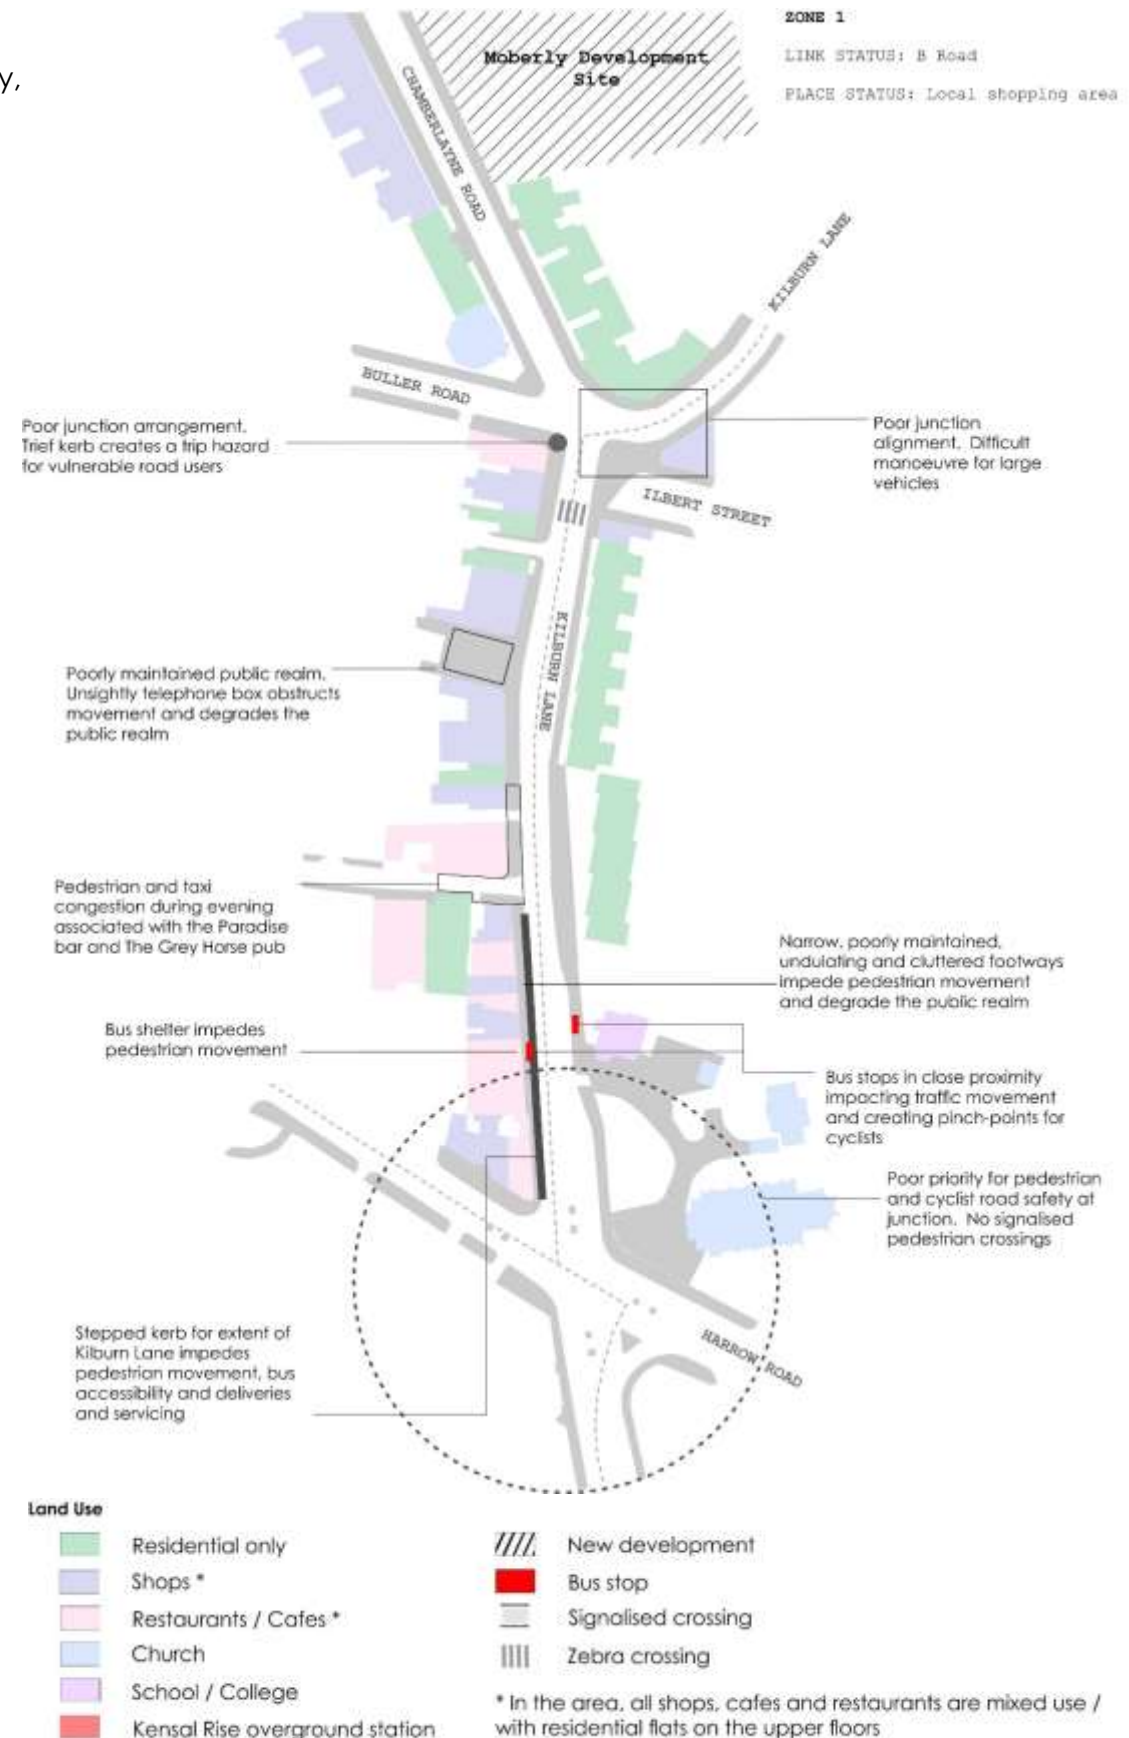 y,
ZONE 1
LINK STATUS: B Road
PLACE STATUS: Local shopping area
Moberly Development
Site
CHAMBERLAYNE ROAD
KILBURN LANE
BULLER ROAD
Poor junction arrangement.
Trief kerb creates a trip hazard
for vulnerable road users
Poor junction
alignment. Difficult
manoeuvre for large
vehicles
ILBERT STREET
KILBURN LANE
Poorly maintained public realm.
Unsightly telephone box obstructs
movement and degrades the
public realm
Pedestrian and taxi
congestion during evening
associated with the Paradise
bar and The Grey Horse pub
Narrow, poorly maintained,
undulating and cluttered footways
impede pedestrian movement
and degrade the public realm
Bus shelter impedes
pedestrian movement
Bus stops in close proximity
impacting traffic movement
and creating pinch-points for
cyclists
Poor priority for pedestrian
and cyclist road safety at
junction. No signalised
pedestrian crossings
Stepped kerb for extent of
Kilburn Lane impedes
pedestrian movement, bus
accessibility and deliveries
and servicing
HARROW ROAD
Land Use
Residential only
Shops *
Restaurants / Cafes *
Church
School / College
Kensal Rise overground station
New development
Bus stop
Signalised crossing
Zebra crossing
* In the area, all shops, cafes and restaurants are mixed use /
with residential flats on the upper floors